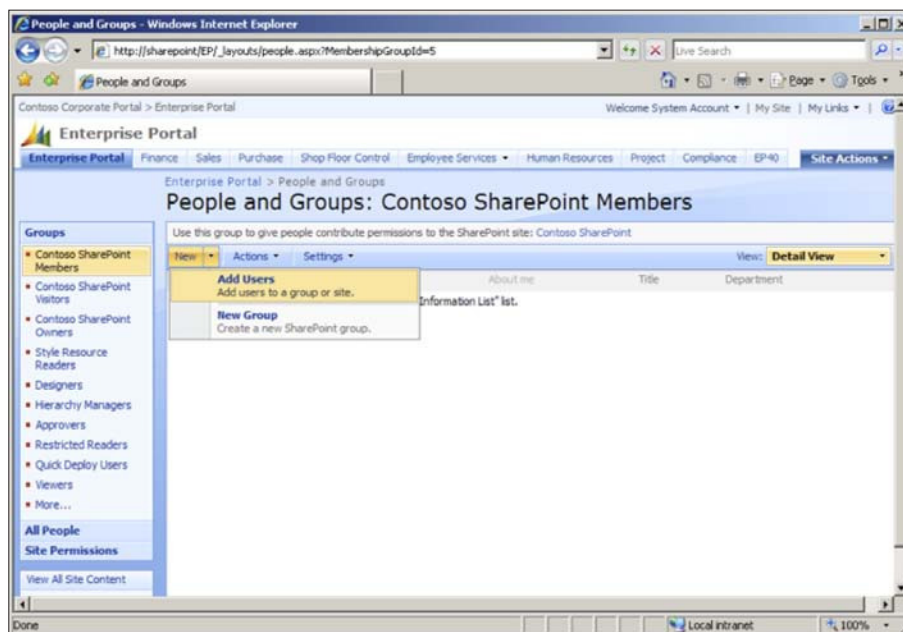 People and Groups - Windows Internet Explorer
http://sharepoint/EP/_layouts/people.aspx?MembershipGroupId=5
Live Search
People and Groups
Page
Tools
Contoso Corporate Portal > Enterprise Portal
Welcome System Account
| My Site | My Links
|
Enterprise Portal
Enterprise Portal
Finance
Sales
Purchase
Shop Floor Control
Employee Services
Human Resources
Project
Compliance
EP40
Site Actions
Enterprise Portal > People and Groups
People and Groups: Contoso SharePoint Members
Groups
Contoso SharePoint
Members
Contoso SharePoint
Visitors
Contoso SharePoint
Owners
Style Resource
Readers
Designers
Hierarchy Managers
Approvers
Restricted Readers
Quick Deploy Users
Viewers
More...
All People
Site Permissions
View All Site Content
Use this group to give people contribute permissions to the SharePoint site: Contoso SharePoint
New
Actions
Settings
View: Detail View
About me
Title
Department
Information List" list.
Add Users
Add users to a group or site.
New Group
Create a new SharePoint group.
Done
Local intranet
100%